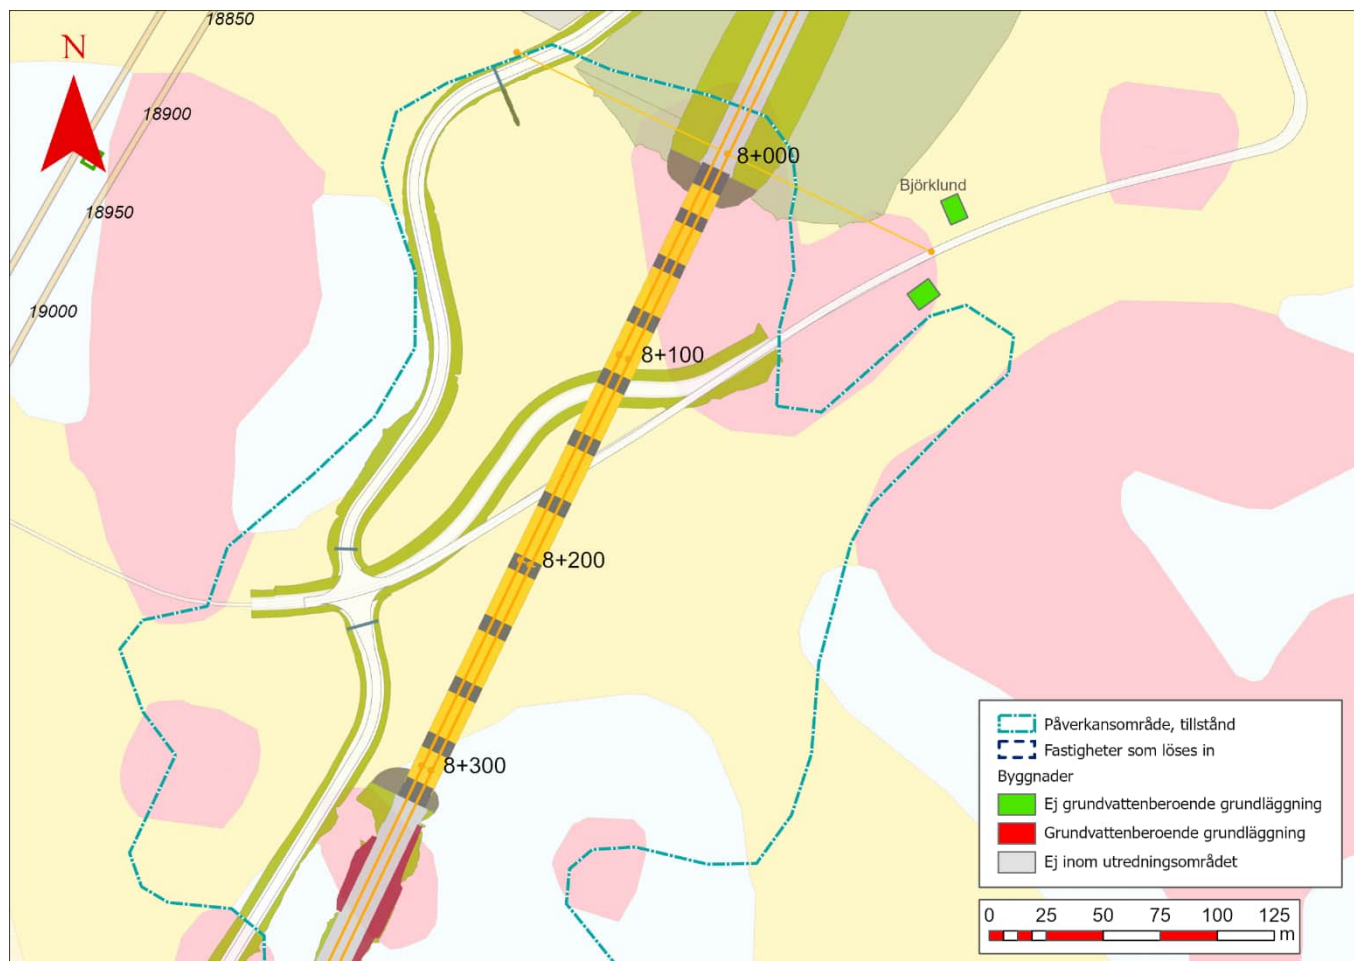 18850
N
18900
8+000
Björklund
18950
19000
8+100
8+200
8+300
Påverkansområde, tillstånd
Fastigheter som löses in
Byggnader
Ej grundvattenberoende grundläggning
Grundvattenberoende grundläggning
Ej inom utredningsområdet
0 25 50 75 100 125
m